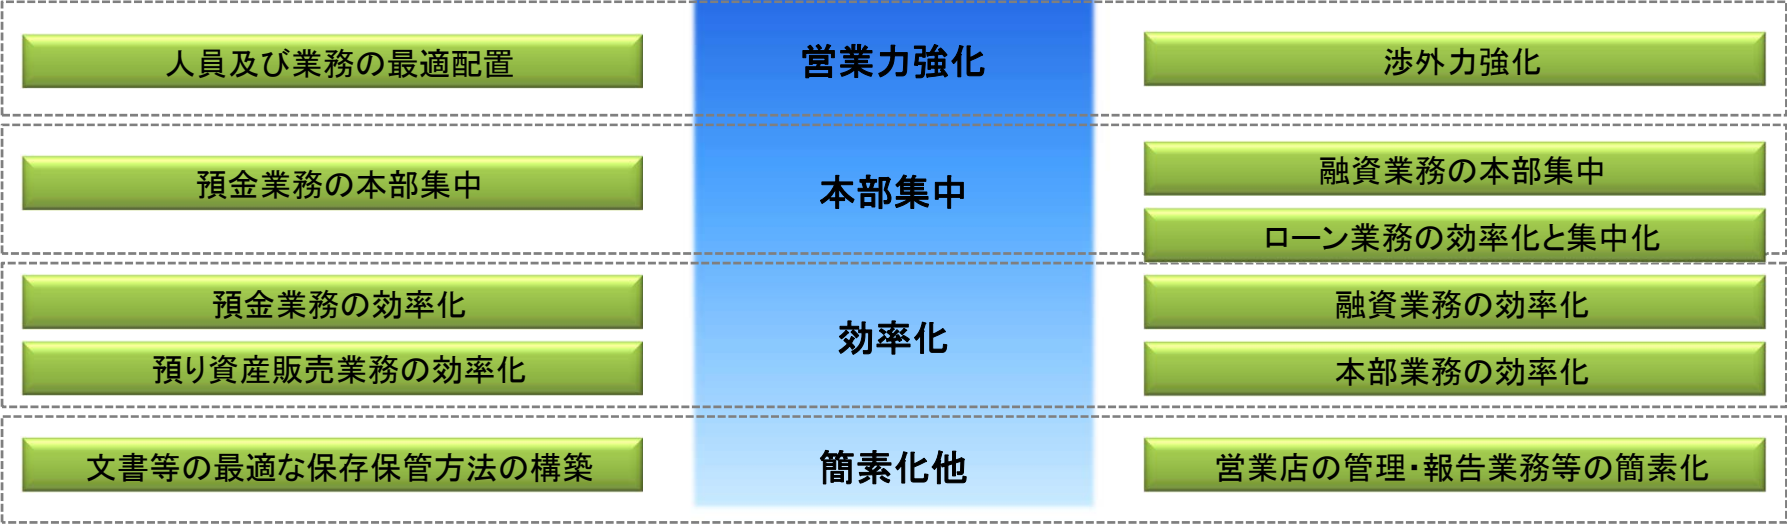 人員及び業務の最適配置
営業力強化
渉外力強化
預金業務の本部集中
本部集中
融資業務の本部集中
ローン業務の効率化と集中化
預金業務の効率化
預り資産販売業務の効率化
効率化
融資業務の効率化
本部業務の効率化
文書等の最適な保存保管方法の構築
簡素化他
営業店の管理・報告業務等の簡素化